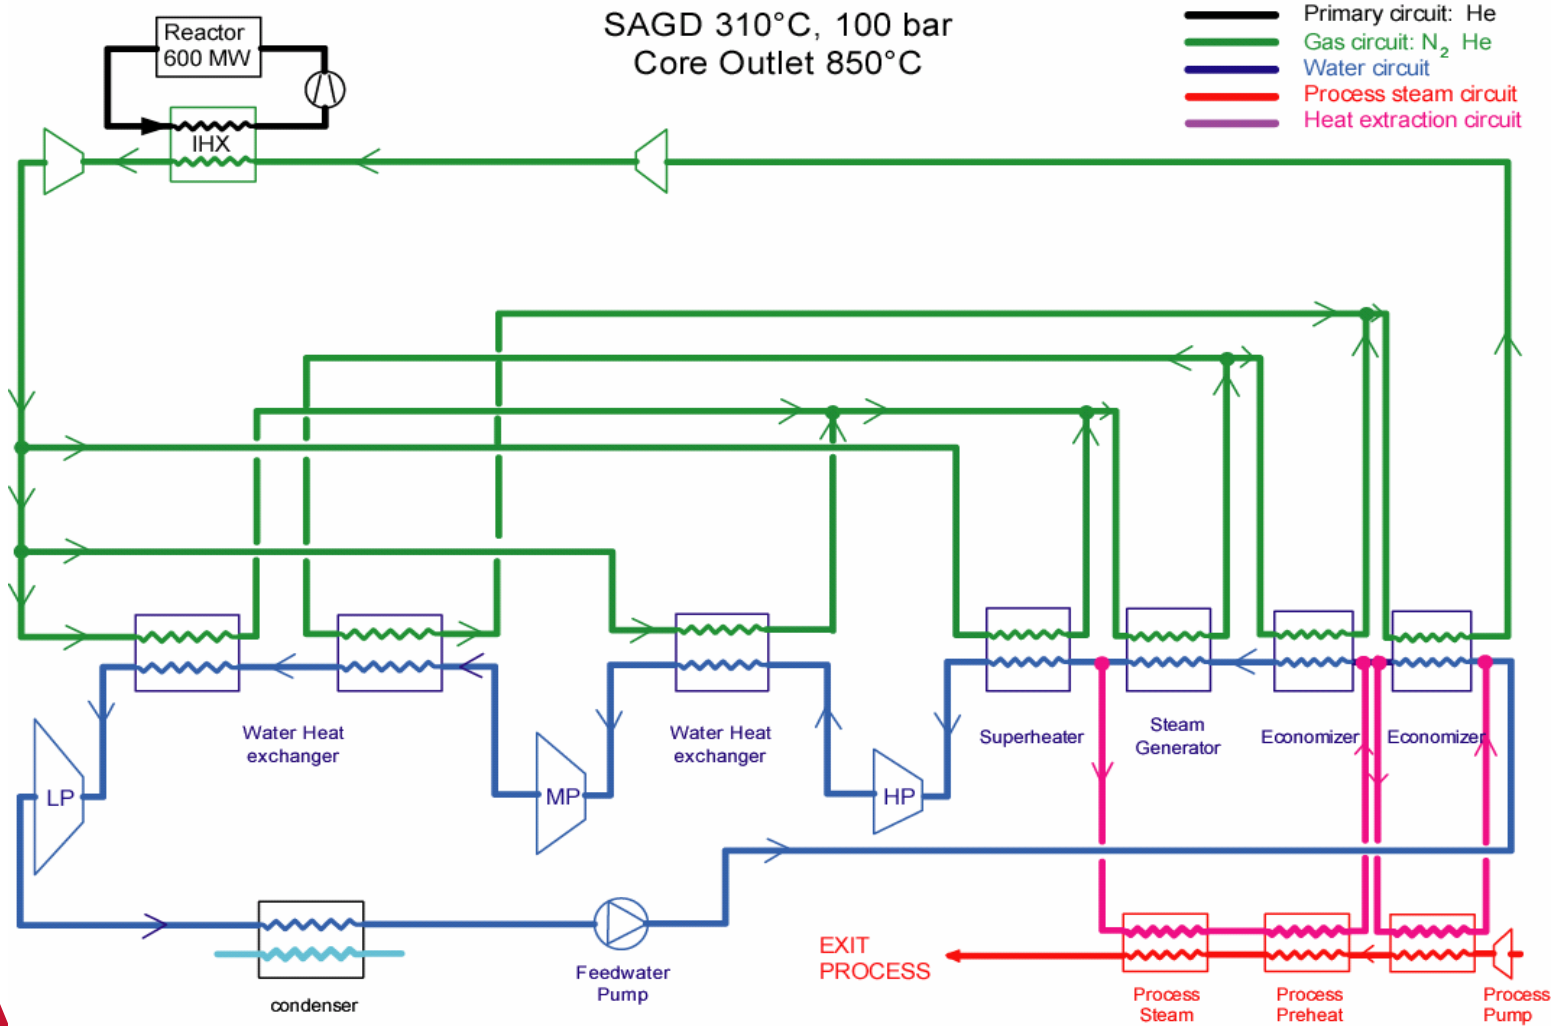 SAGD 310°C, 100 bar
Core Outlet 850°C
Primary circuit: He
Gas circuit: N₂ He
Water circuit
Process steam circuit
Heat extraction circuit
Reactor
600 MW
IHX
Water Heat
exchanger
Water Heat
exchanger
Superheater
Steam
Generator
Economizer
Economizer
LP
MP
HP
condenser
Feedwater
Pump
EXIT
PROCESS
Process
Steam
Process
Preheat
Process
Pump